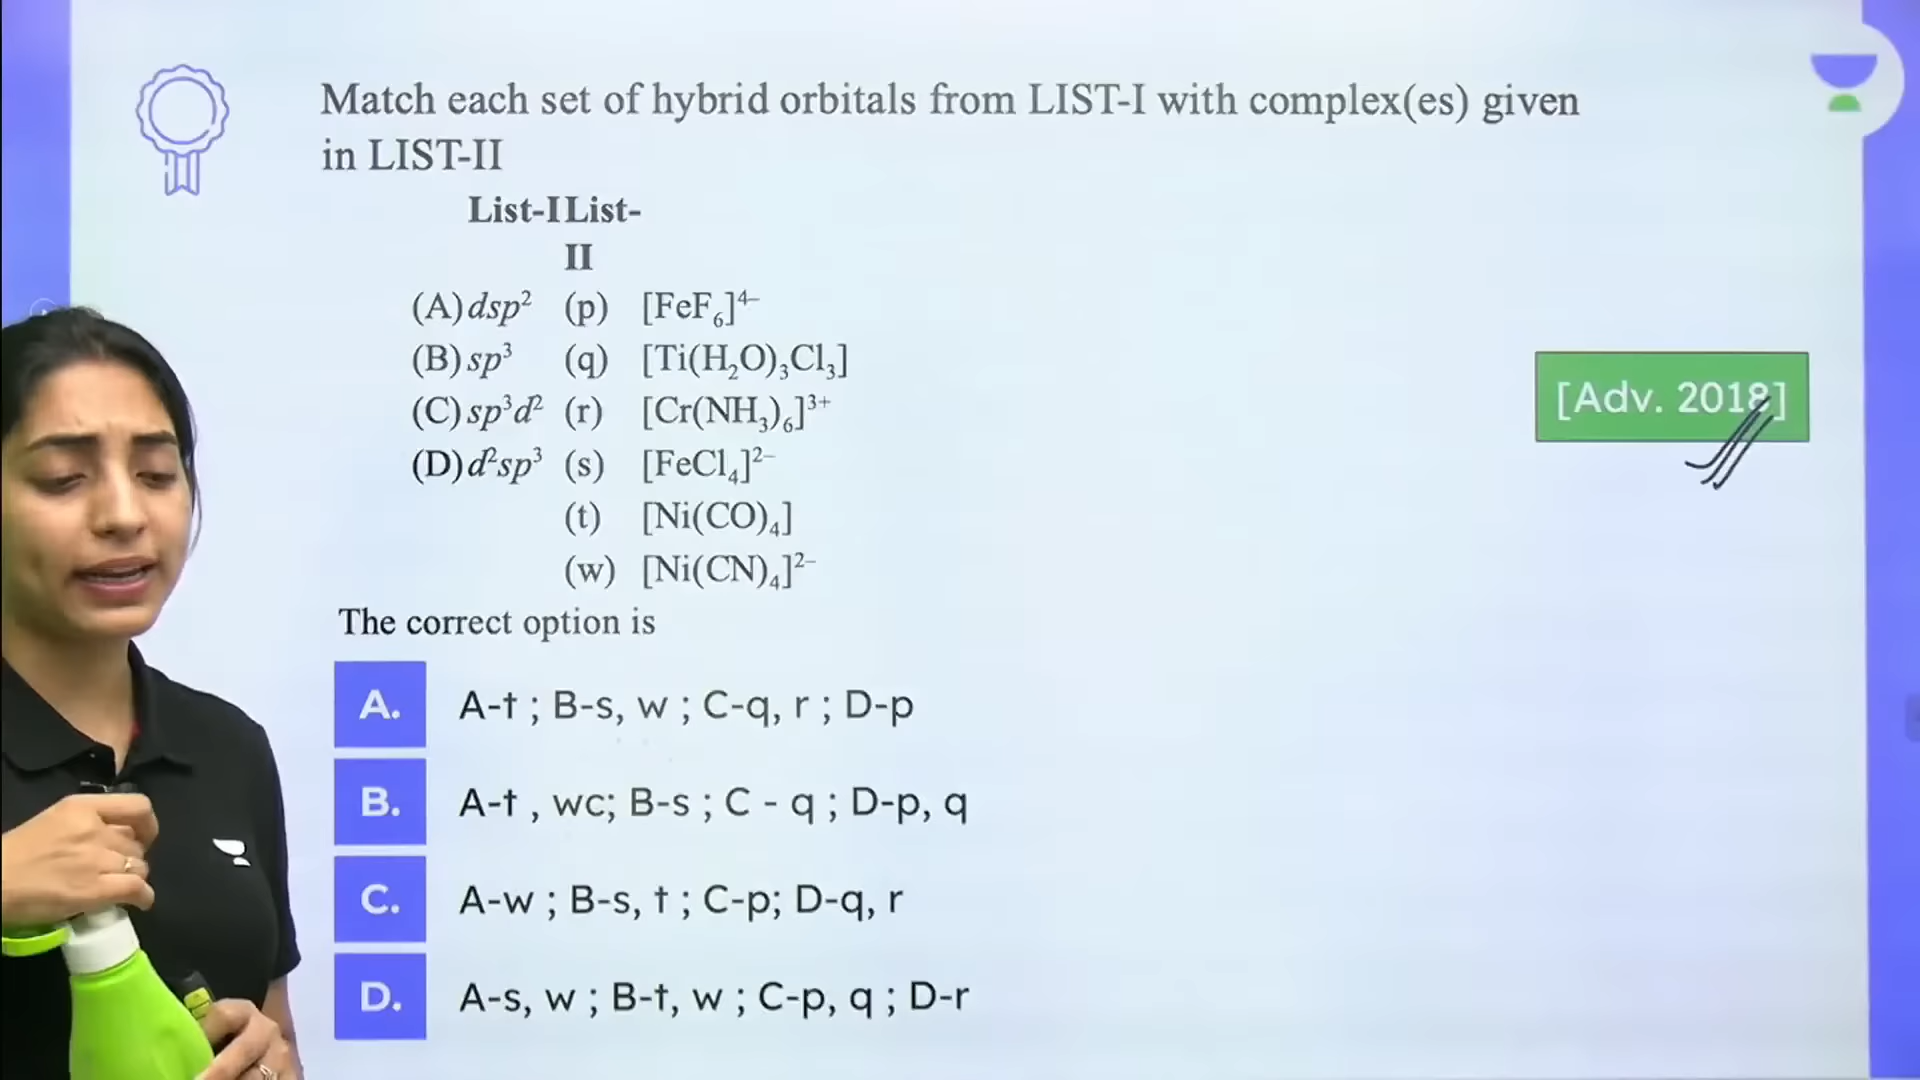 Match each set of hybrid orbitals from LIST-I with complex(es) given
in LIST-II
List-I List-
II
(A) dsp² (p) [FeF₆]⁴⁻
(B) sp³ (q) [Ti(H₂O)₃Cl₃]
(C) sp³d² (r) [Cr(NH₃)₆]³⁺
(D) d²sp³ (s) [FeCl₄]²⁻
(t) [Ni(CO)₄]
(w) [Ni(CN)₄]²⁻
[Adv. 2018]
The correct option is
A. A-t ; B-s, w ; C-q, r ; D-p
B. A-t , wc; B-s ; C - q ; D-p, q
C. A-w ; B-s, t ; C-p; D-q, r
D. A-s, w ; B-t, w ; C-p, q ; D-r